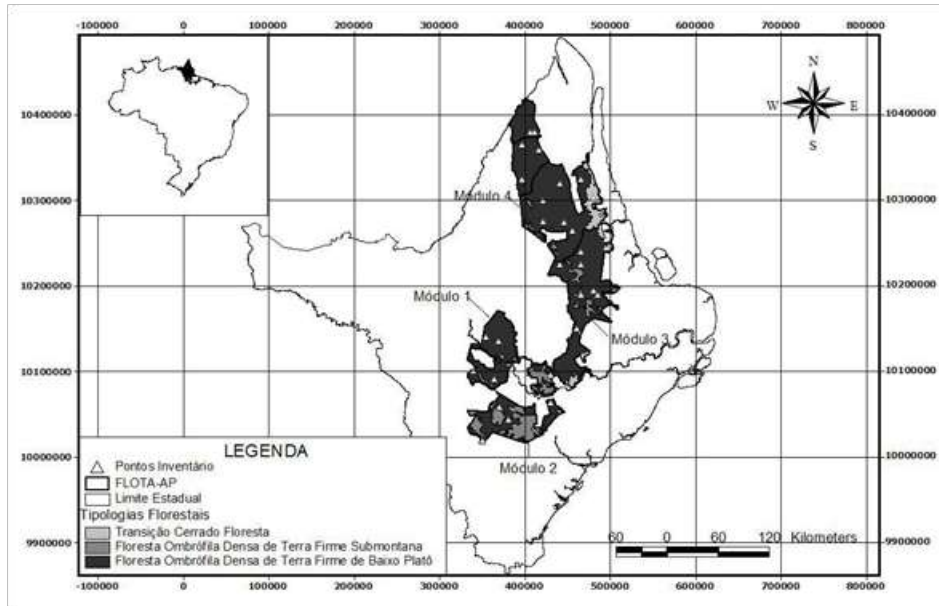 -100000 0 100000 200000 300000 400000 500000 600000 700000 800000
N
W E
S
10400000 10400000
Módulo 4
10300000 10300000
10200000 10200000
Módulo 1
Módulo 3
10100000 10100000
LEGENDA
Pontos Inventário
FLOTA-AP
Limite Estadual
Tipologias Florestais
Transição Cerrado Floresta
Floresta Ombrófila Densa de Terra Firme Submontana
Floresta Ombrófila Densa de Terra Firme de Baixo Platô
10000000 10000000
Módulo 2
60 0 60 120 Kilometers
9900000 9900000
-100000 0 100000 200000 300000 400000 500000 600000 700000 800000